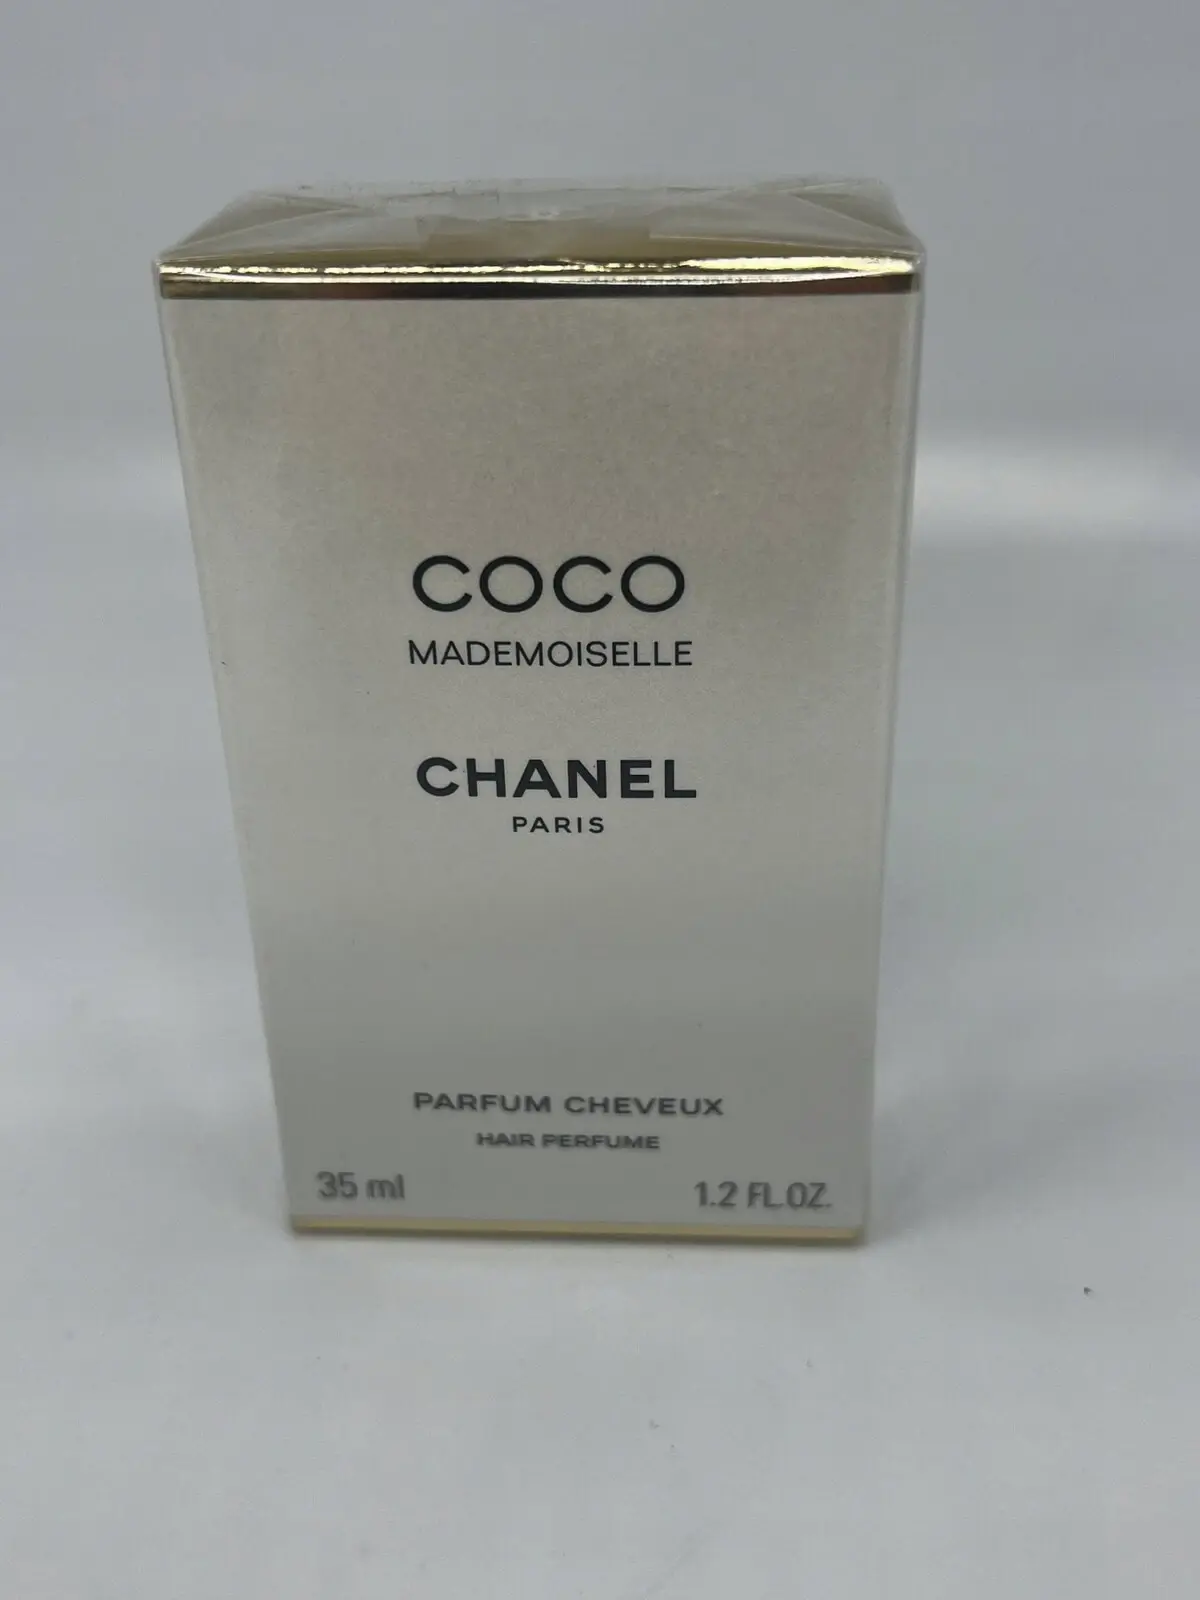 COCO
MADEMOISELLE
CHANEL
PARIS
PARFUM CHEVEUX
HAIR PERFUME
35 ml 1.2 FL.OZ.